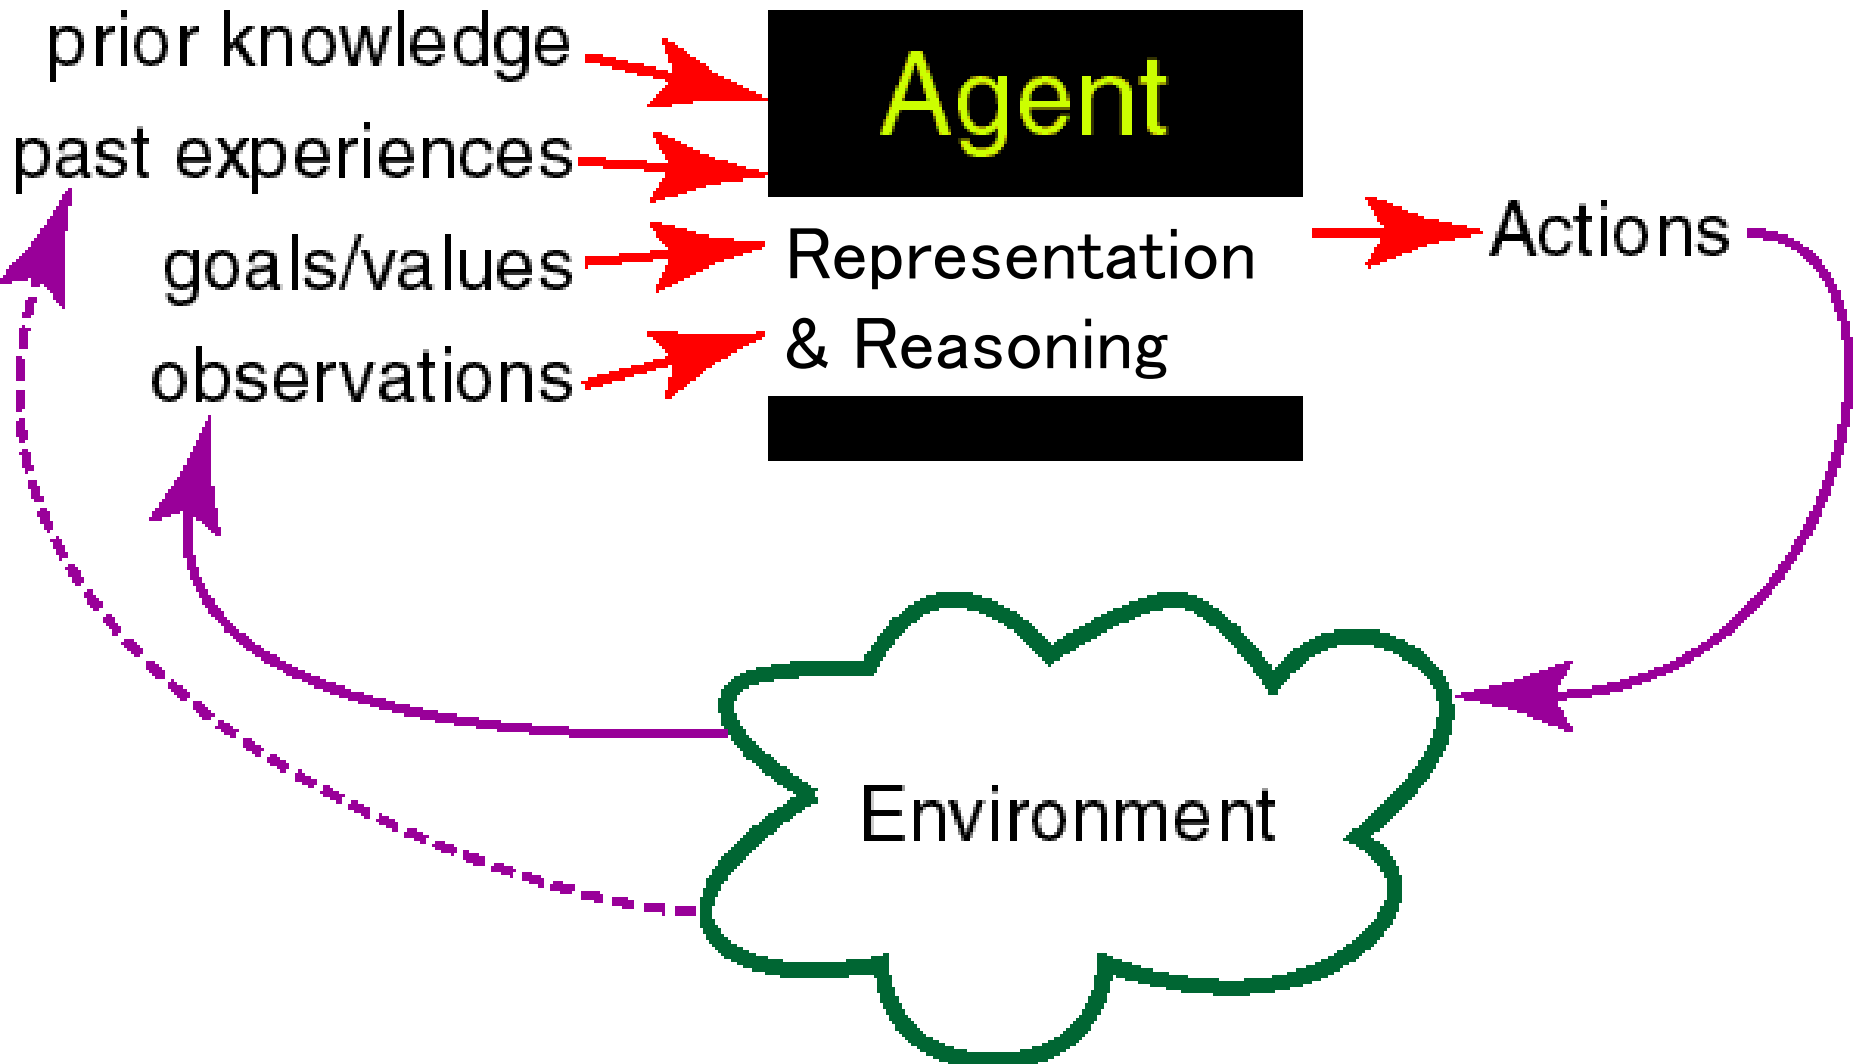 prior knowledge
past experiences
goals/values
observations
Agent
Representation
& Reasoning
Actions
Environment